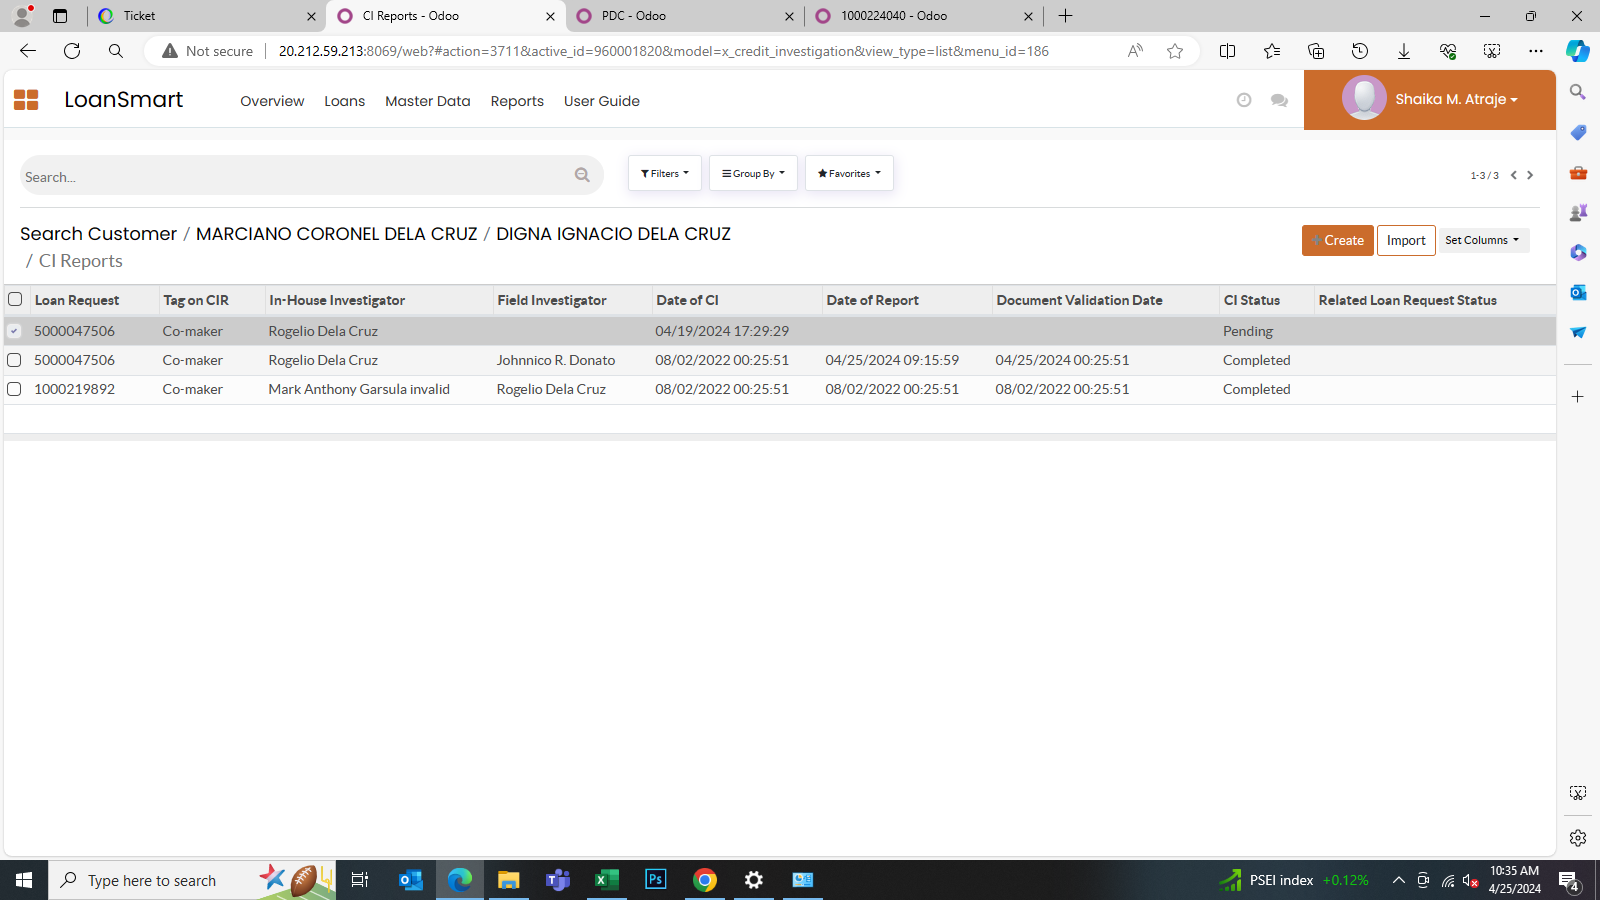 Ticket
CI Reports - Odoo
PDC - Odoo
1000224040 - Odoo
Not secure
20.212.59.213:8069/web?#action=3711&active_id=960001820&model=x_credit_investigation&view_type=list&menu_id=186
LoanSmart
Overview Loans Master Data Reports User Guide
Shaika M. Atraje
Search...
Filters Group By Favorites
1-3 / 3
Search Customer / MARCIANO CORONEL DELA CRUZ / DIGNA IGNACIO DELA CRUZ
/ CI Reports
+ Create Import Set Columns
Loan Request Tag on CIR In-House Investigator Field Investigator Date of CI Date of Report Document Validation Date CI Status Related Loan Request Status
5000047506 Co-maker Rogelio Dela Cruz 04/19/2024 17:29:29 Pending
5000047506 Co-maker Rogelio Dela Cruz Johnnico R. Donato 08/02/2022 00:25:51 04/25/2024 09:15:59 04/25/2024 00:25:51 Completed
1000219892 Co-maker Mark Anthony Garsula invalid Rogelio Dela Cruz 08/02/2022 00:25:51 08/02/2022 00:25:51 08/02/2022 00:25:51 Completed
Type here to search
Ps
PSEI index +0.12%
10:35 AM
4/25/2024
4